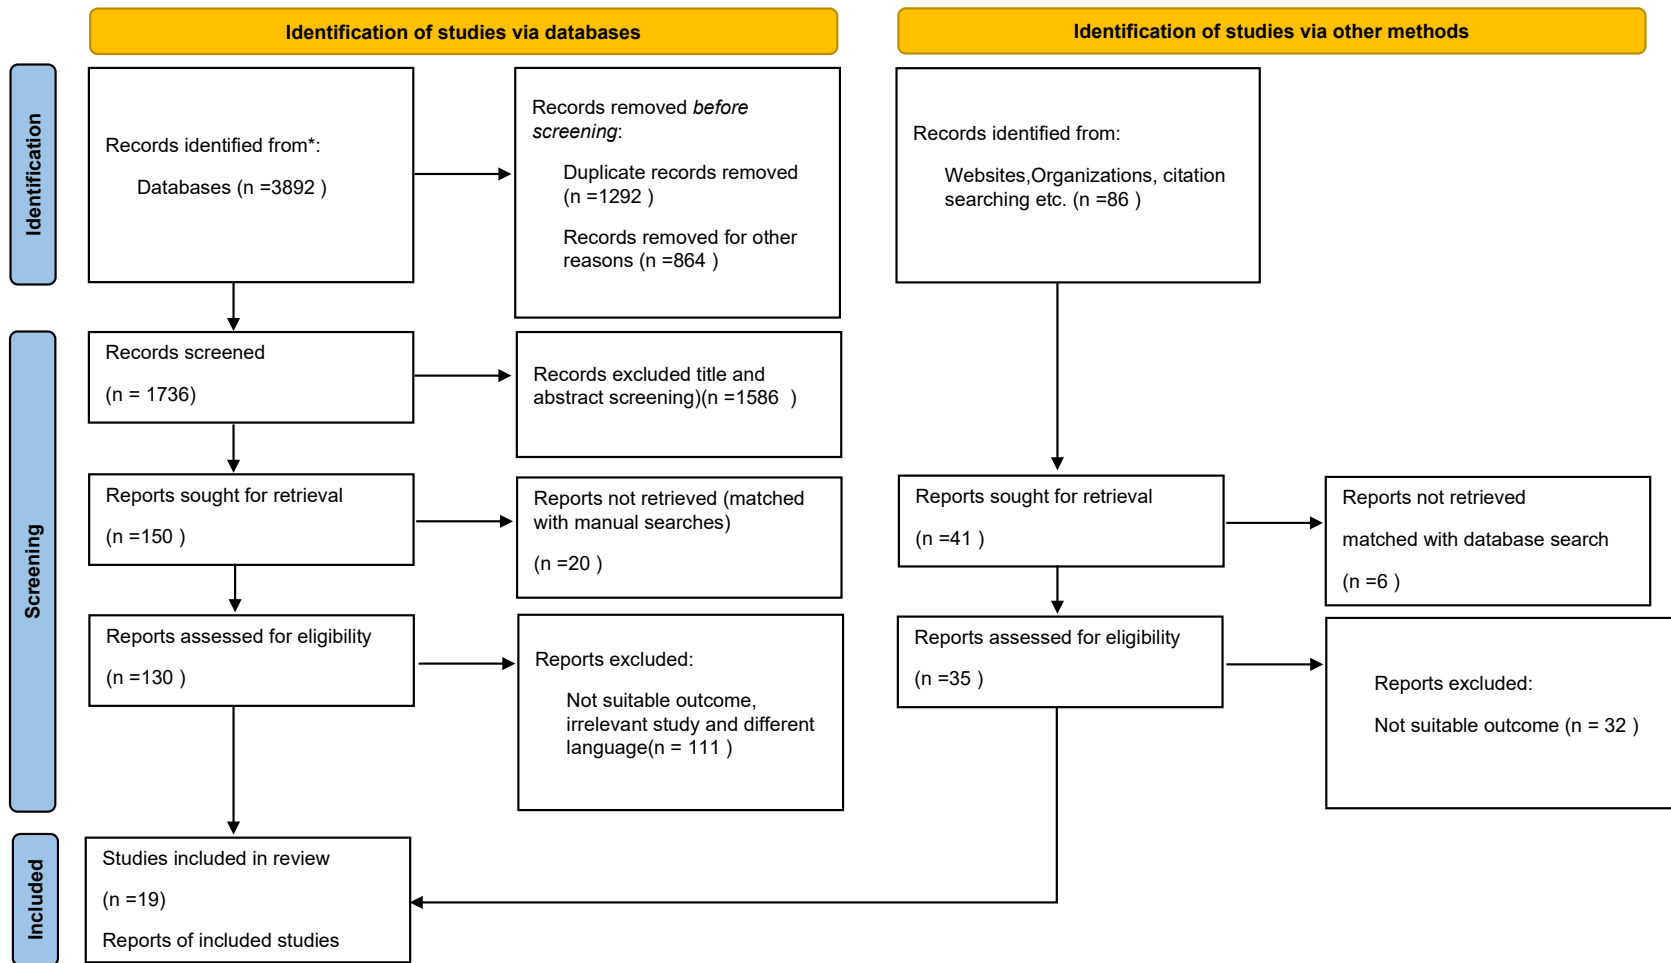 Identification of studies via databases
Identification of studies via other methods
Identification
Records identified from*:
Databases (n =3892 )
Records removed before
screening:
Duplicate records removed
(n =1292 )
Records removed for other
reasons (n =864 )
Records identified from:
Websites,Organizations, citation
searching etc. (n =86 )
Screening
Records screened
(n = 1736)
Records excluded title and
abstract screening)(n =1586  )
Reports sought for retrieval
(n =150 )
Reports not retrieved (matched
with manual searches)
(n =20 )
Reports sought for retrieval
(n =41 )
Reports not retrieved
matched with database search
(n =6 )
Reports assessed for eligibility
(n =130 )
Reports excluded:
Not suitable outcome,
irrelevant study and different
language(n = 111 )
Reports assessed for eligibility
(n =35 )
Reports excluded:
Not suitable outcome (n = 32 )
Included
Studies included in review
(n =19)
Reports of included studies